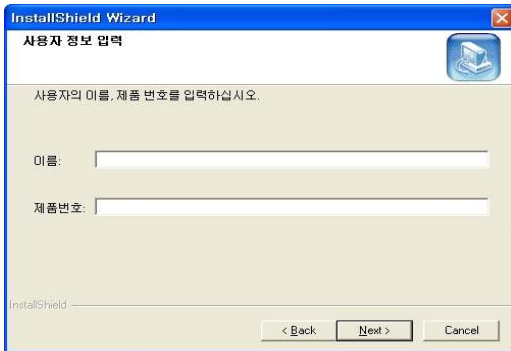 InstallShield Wizard
사용자 정보 입력
사용자의 이름, 제품 번호를 입력하십시오.
이름:
제품번호:
InstallShield
< Back Next > Cancel